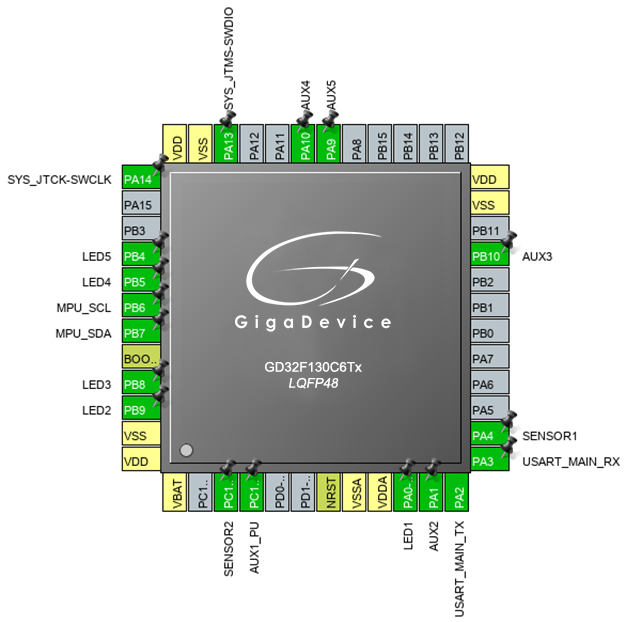 SYS_JTMS-SWDIO
AUX4
AUX5
VDD
VSS
PA13
PA12
PA11
PA10
PA9
PA8
PB15
PB14
PB13
PB12
SYS_JTCK-SWCLK
PA14
PA15
PB3
LED5
PB4
LED4
PB5
MPU_SCL
PB6
MPU_SDA
PB7
BOO..
LED3
PB8
LED2
PB9
VSS
VDD
GigaDevice
GD32F130C6Tx
LQFP48
VDD
VSS
PB11
PB10
AUX3
PB2
PB1
PB0
PA7
PA6
PA5
PA4
SENSOR1
PA3
USART_MAIN_RX
VBAT
PC1..
PC1..
PC1..
PD0-..
PD1-..
NRST
VSSA
VDDA
PA0-..
PA1
PA2
SENSOR2
AUX1_PU
LED1
AUX2
USART_MAIN_TX